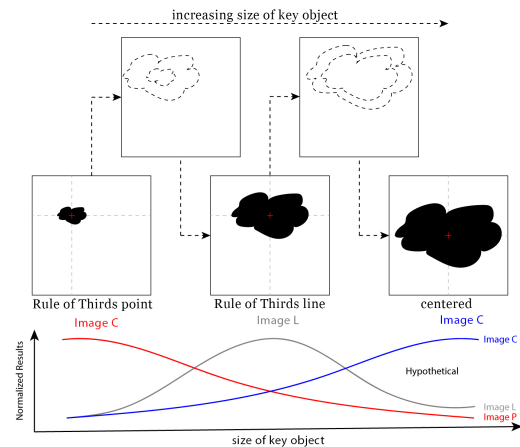 increasing size of key object
Rule of Thirds point
Rule of Thirds line
centered
Image C
Image L
Image C
Normalized Results
Image C
Hypothetical
Image L
Image P
size of key object